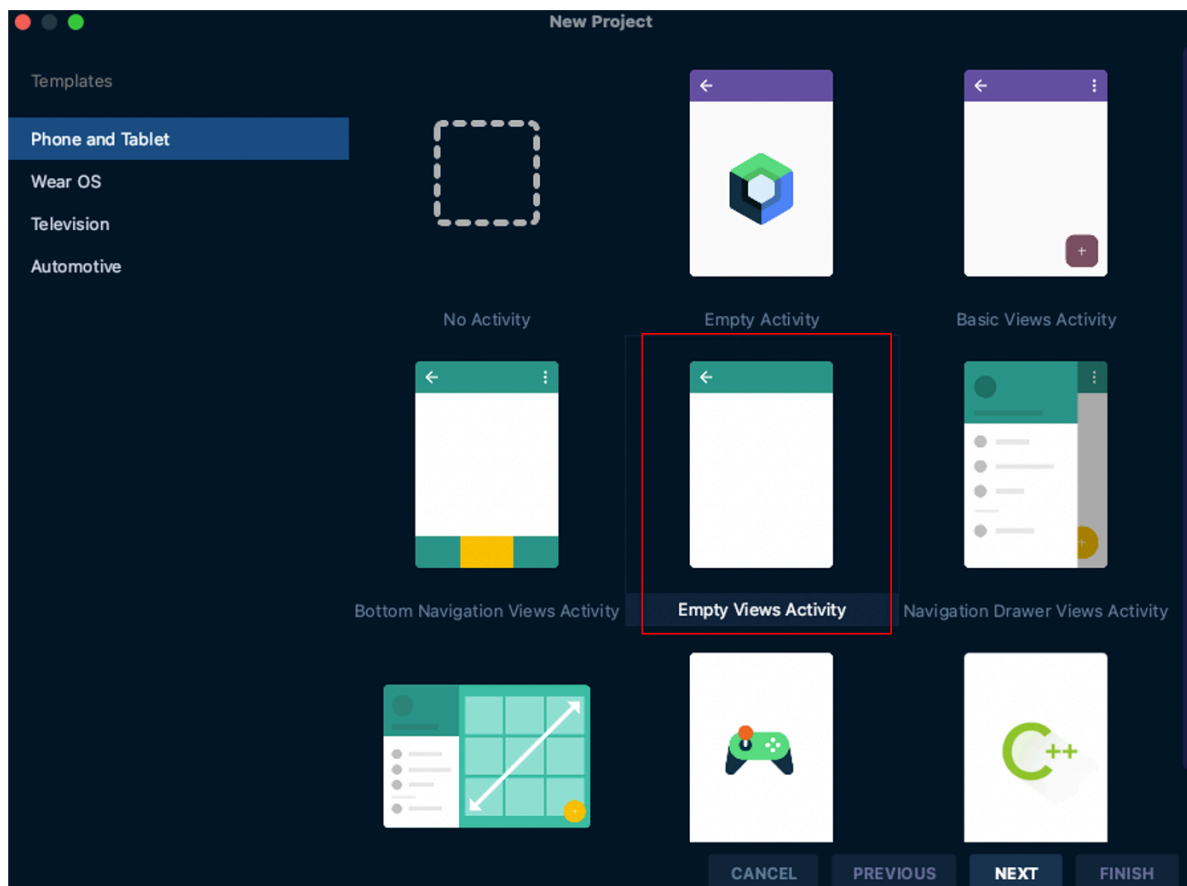 New Project
Templates
Phone and Tablet
Wear OS
Television
Automotive
No Activity
Empty Activity
Basic Views Activity
Bottom Navigation Views Activity
Empty Views Activity
Navigation Drawer Views Activity
C++
CANCEL
PREVIOUS
NEXT
FINISH